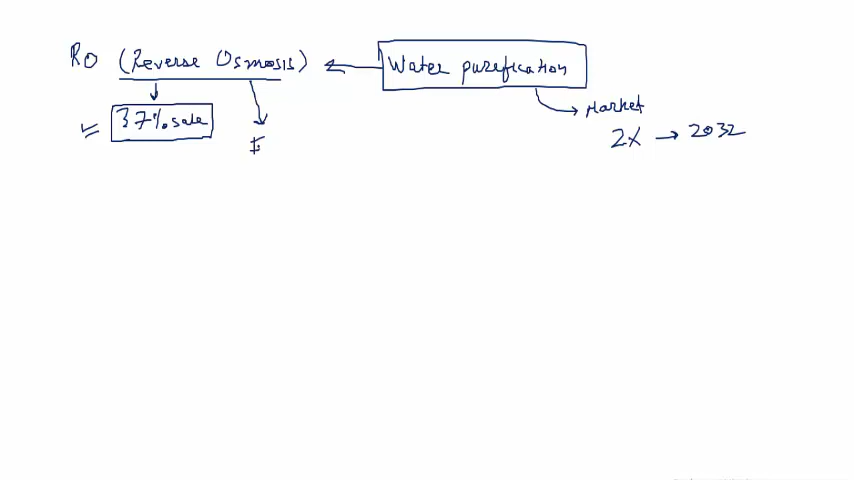 RO (Reverse Osmosis) ← Water purification
37% sale
Market
2X → 2032